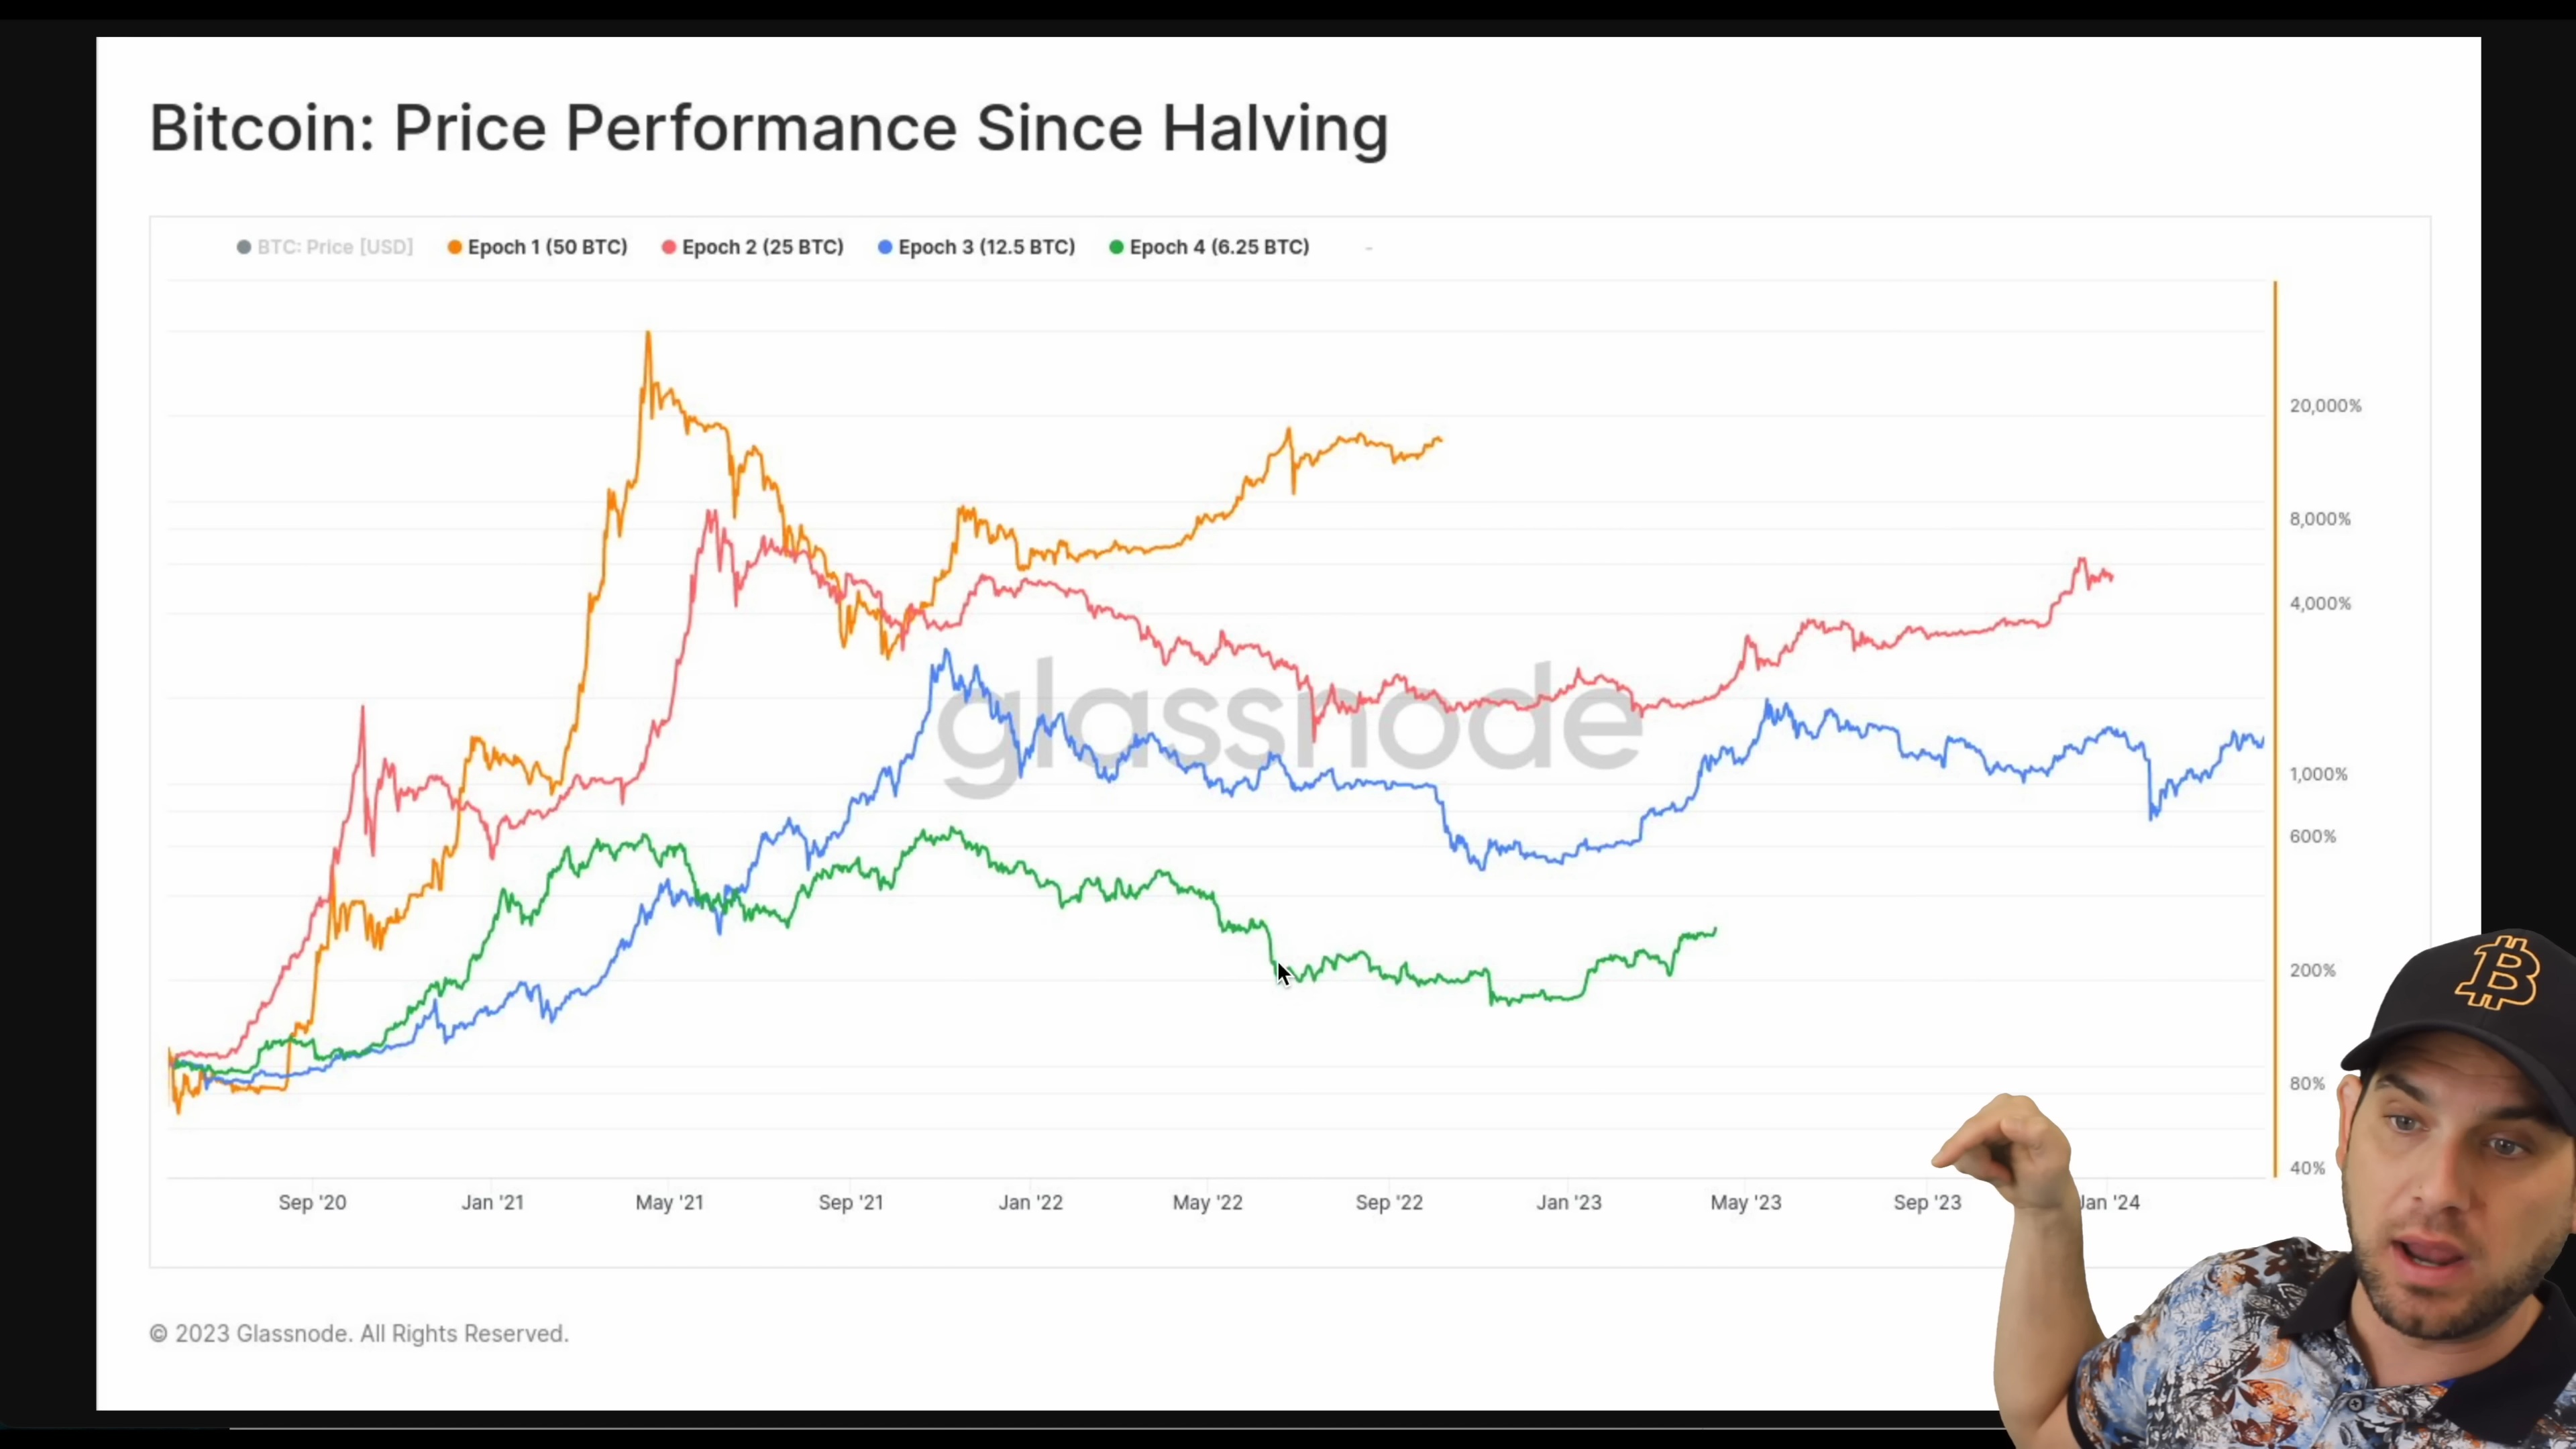 Bitcoin: Price Performance Since Halving
BTC: Price [USD] Epoch 1 (50 BTC) Epoch 2 (25 BTC) Epoch 3 (12.5 BTC) Epoch 4 (6.25 BTC) -
20,000%
8,000%
4,000%
glassnode
1,000%
600%
200%
80%
40%
Sep '20 Jan '21 May '21 Sep '21 Jan '22 May '22 Sep '22 Jan '23 May '23 Sep '23 Jan '24
© 2023 Glassnode. All Rights Reserved.